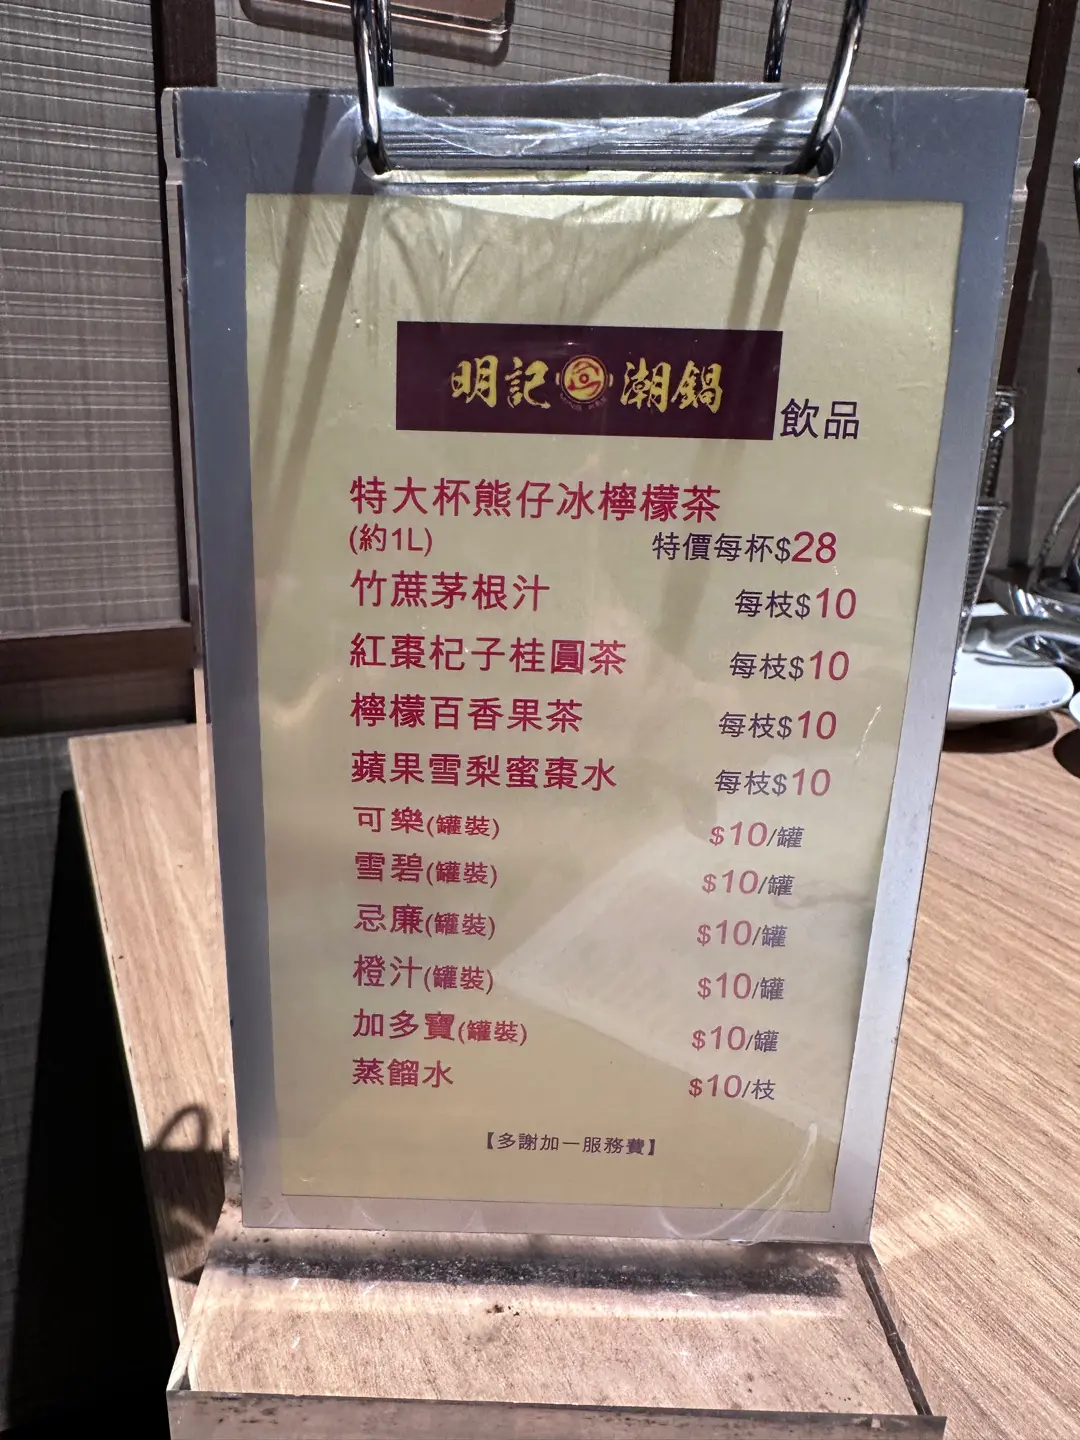 明記 潮鍋 飲品
特大杯熊仔冰檸檬茶
(約1L) 特價每杯$28
竹蔗茅根汁 每枝$10
紅棗杞子桂圓茶 每枝$10
檸檬百香果茶 每枝$10
蘋果雪梨蜜棗水 每枝$10
可樂(罐裝) $10/罐
雪碧(罐裝) $10/罐
忌廉(罐裝) $10/罐
橙汁(罐裝) $10/罐
加多寶(罐裝) $10/罐
蒸餾水 $10/枝
【多謝加一服務費】